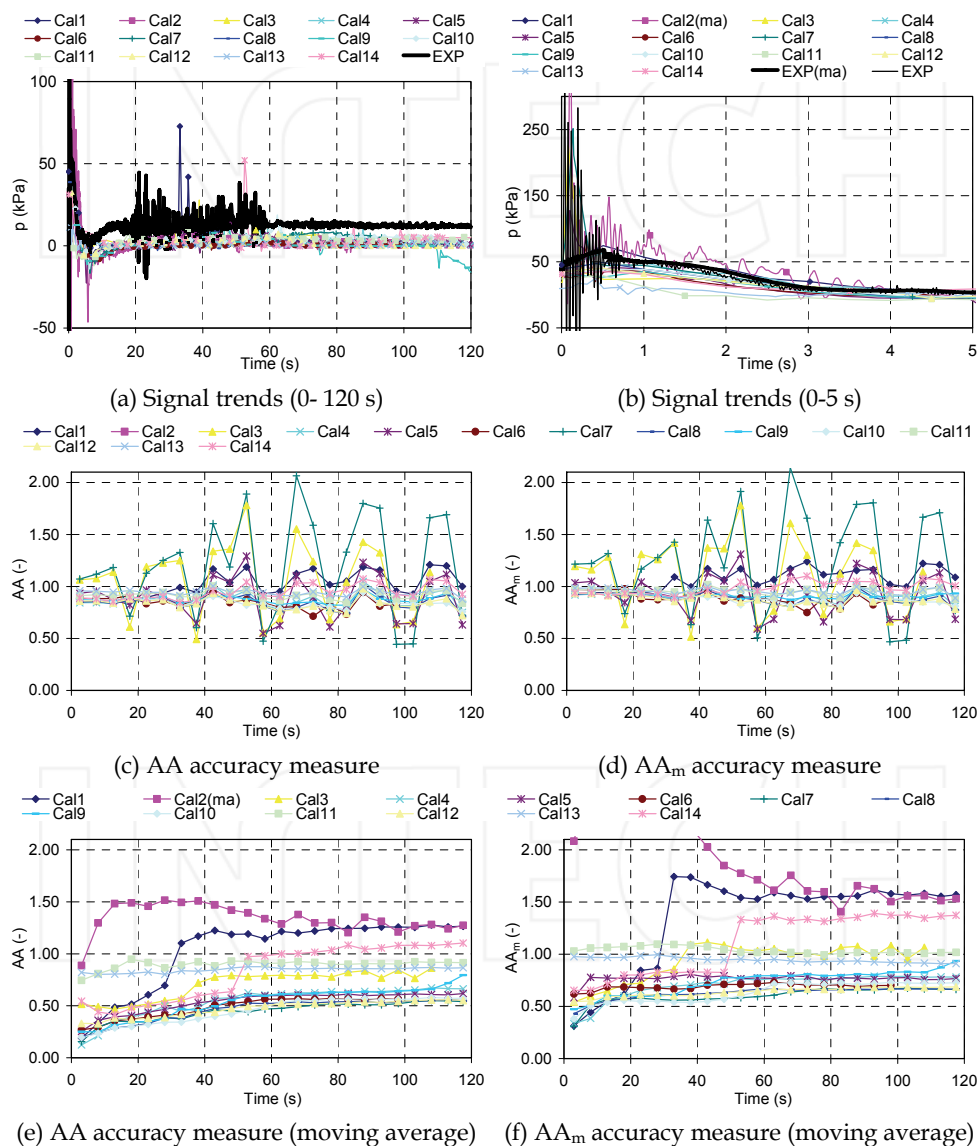 Cal1 Cal2 Cal3 Cal4 Cal5
Cal6 Cal7 Cal8 Cal9 Cal10
Cal11 Cal12 Cal13 Cal14 EXP
100
50
0
-50
p (kPa)
0 20 40 60 80 100 120
Time (s)
(a) Signal trends (0- 120 s)
Cal1 Cal2(ma) Cal3 Cal4
Cal5 Cal6 Cal7 Cal8
Cal9 Cal10 Cal11 Cal12
Cal13 Cal14 EXP(ma) EXP
250
150
50
-50
p (kPa)
0 1 2 3 4 5
Time (s)
(b) Signal trends (0-5 s)
Cal1 Cal2 Cal3 Cal4 Cal5 Cal6 Cal7 Cal8 Cal9 Cal10 Cal11
Cal12 Cal13 Cal14
2.00
1.50
1.00
0.50
0.00
AA (-)
0 20 40 60 80 100 120
Time (s)
(c) AA accuracy measure
2.00
1.50
1.00
0.50
0.00
AAm (-)
0 20 40 60 80 100 120
Time (s)
(d) AAm accuracy measure
Cal1 Cal2(ma) Cal3 Cal4 Cal5 Cal6 Cal7 Cal8
Cal9 Cal10 Cal11 Cal12 Cal13 Cal14
2.00
1.50
1.00
0.50
0.00
AA (-)
0 20 40 60 80 100 120
Time (s)
(e) AA accuracy measure (moving average)
2.00
1.50
1.00
0.50
0.00
AAm (-)
0 20 40 60 80 100 120
Time (s)
(f) AAm accuracy measure (moving average)
INTECH
INTECH